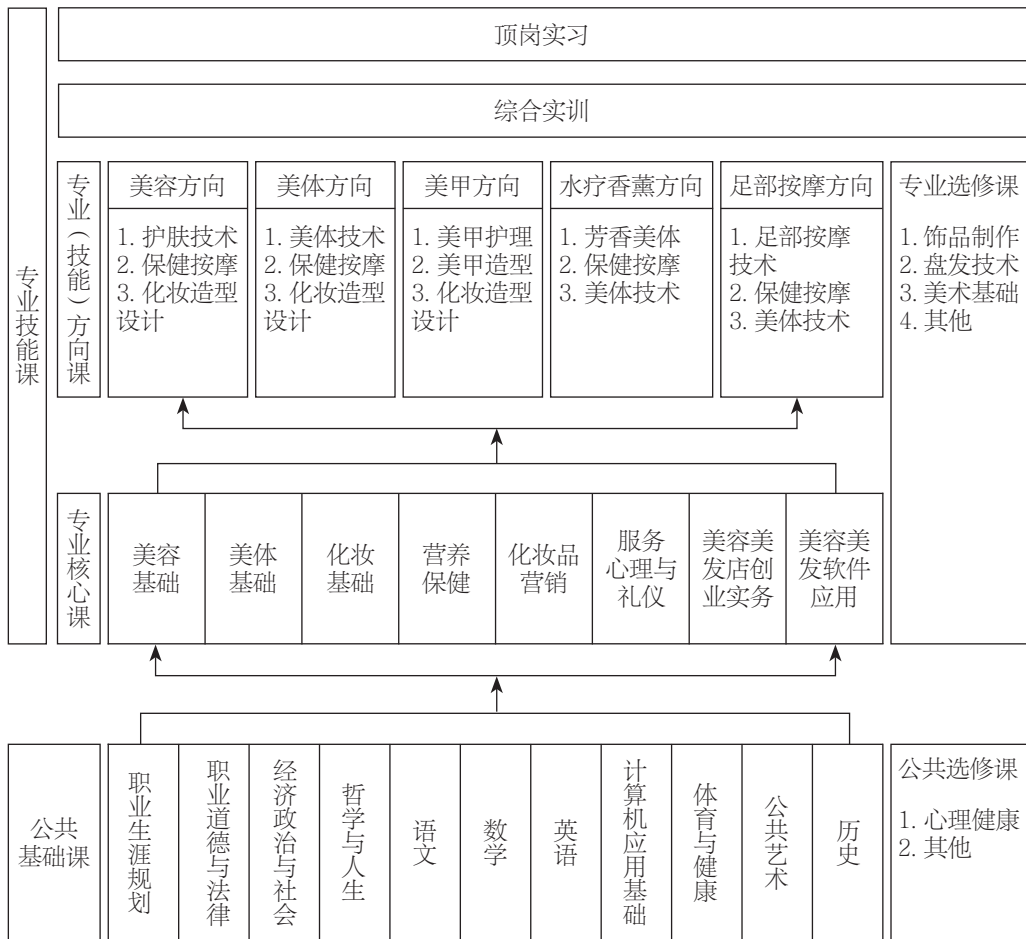 顶岗实习
综合实训
专业技能课
专业（技能）方向课
美容方向
1. 护肤技术
2. 保健按摩
3. 化妆造型
设计
美体方向
1. 美体技术
2. 保健按摩
3. 化妆造型
设计
美甲方向
1. 美甲护理
2. 美甲造型
3. 化妆造型
设计
水疗香薰方向
1. 芳香美体
2. 保健按摩
3. 美体技术
足部按摩方向
1. 足部按摩
技术
2. 保健按摩
3. 美体技术
专业选修课
1. 饰品制作
2. 盘发技术
3. 美术基础
4. 其他
专业核心课
美容
基础
美体
基础
化妆
基础
营养
保健
化妆品
营销
服务
心理与
礼仪
美容美
发店创
业实务
美容美
发软件
应用
公共
基础课
职业生涯规划
职业道德与法律
经济政治与社会
哲学与人生
语文
数学
英语
计算机应用基础
体育与健康
公共艺术
历史
公共选修课
1. 心理健康
2. 其他